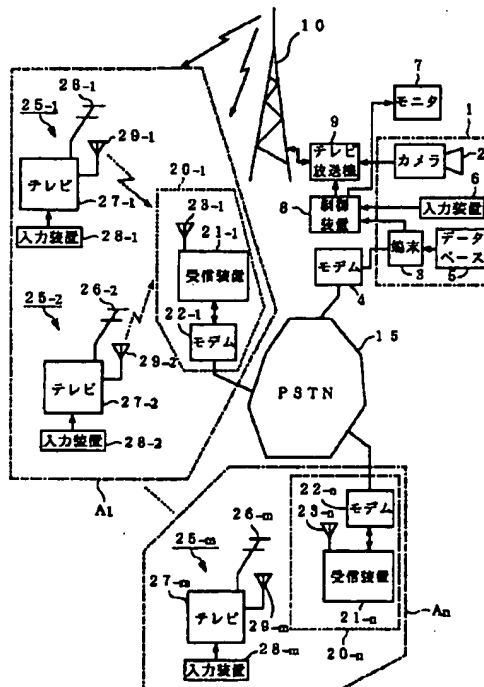 10
7
モニタ
1
9
テレビ
放送機
カメラ
2
6
8
制御
装置
入力装置
端末
3
データ
ベース
5
モデム
4
15
PSTN
26-1
25-1
29-1
テレビ
27-1
入力装置
28-1
20-1
23-1
21-1
受信装置
22-1
モデム
25-2
26-2
29-2
テレビ
27-2
入力装置
28-2
A1
22-n
23-n
モデム
受信装置
21-n
20-n
An
26-m
25-m
27-m
テレビ
29-m
入力装置
28-m